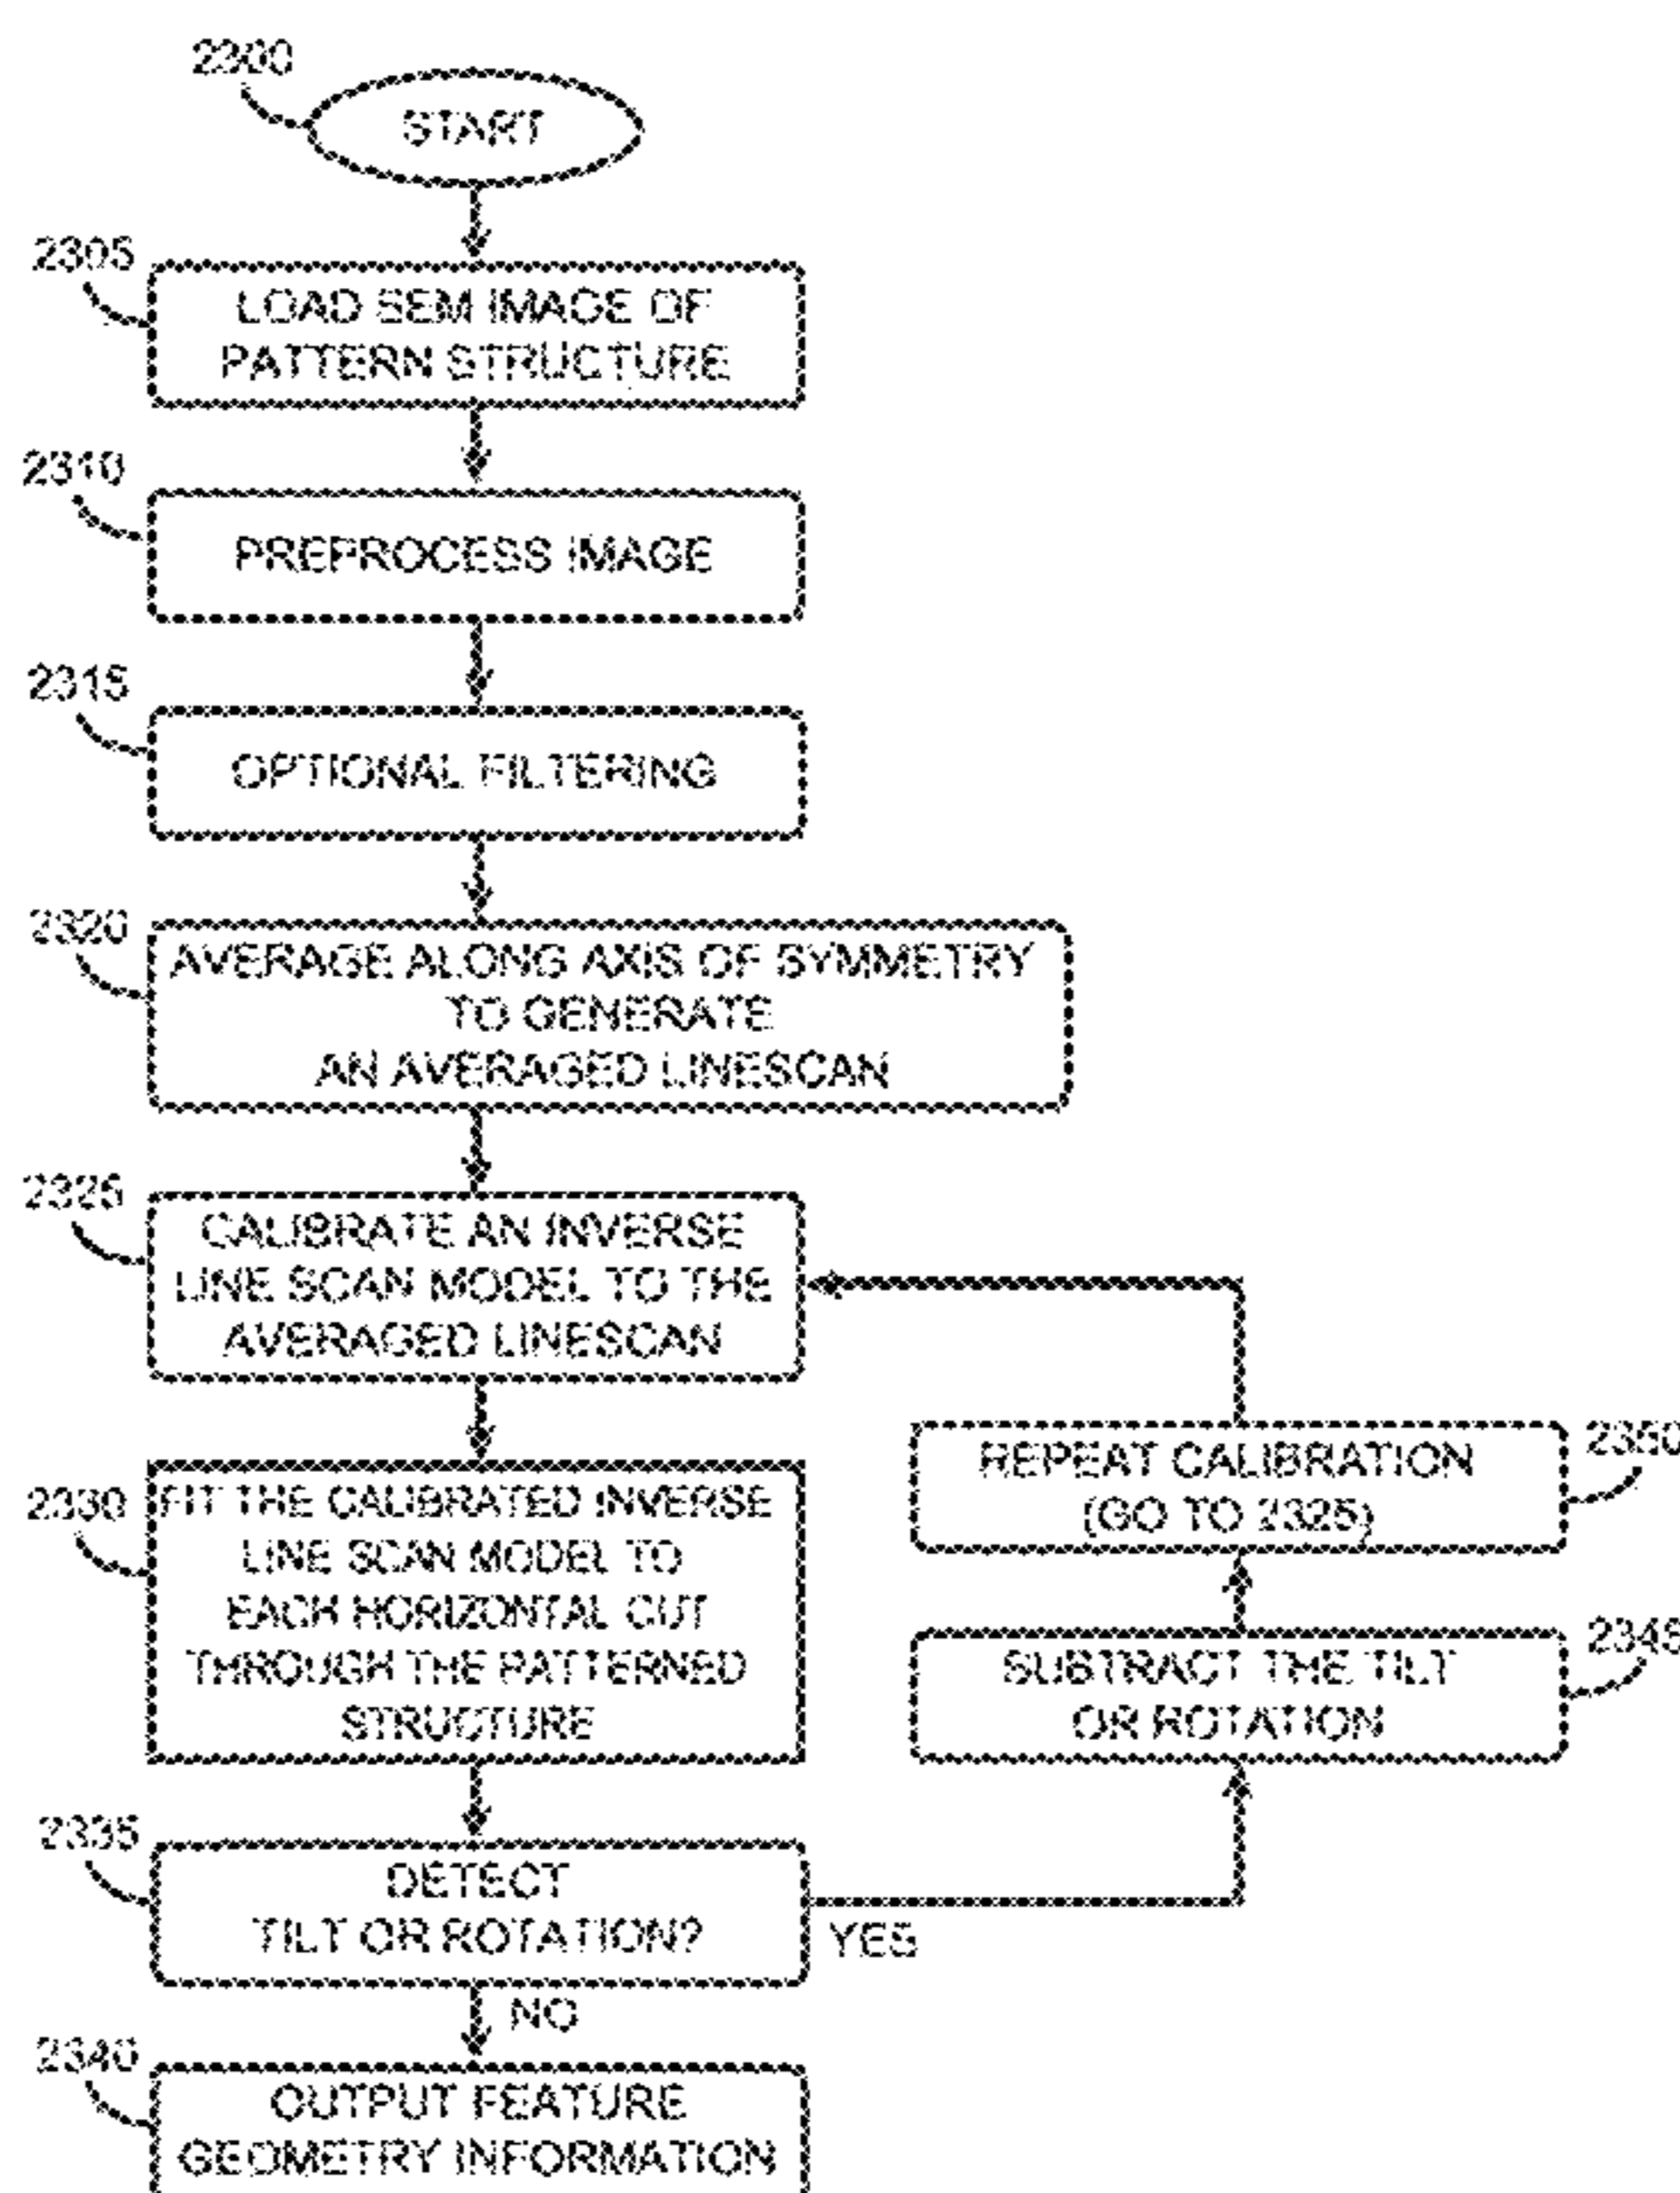 2300
START
2305
LOAD SEM IMAGE OF
PATTERN STRUCTURE
2310
PREPROCESS IMAGE
2315
OPTIONAL FILTERING
2320
AVERAGE ALONG AXIS OF SYMMETRY
TO GENERATE
AN AVERAGED LINESCAN
2325
CALIBRATE AN INVERSE
LINE SCAN MODEL TO THE
AVERAGED LINESCAN
2330
FIT THE CALIBRATED INVERSE
LINE SCAN MODEL TO
EACH HORIZONTAL CUT
THROUGH THE PATTERNED
STRUCTURE
2350
REPEAT CALIBRATION
(GO TO 2325)
2345
SUBTRACT THE TILT
OR ROTATION
2335
DETECT
TILT OR ROTATION?
YES
NO
2340
OUTPUT FEATURE
GEOMETRY INFORMATION